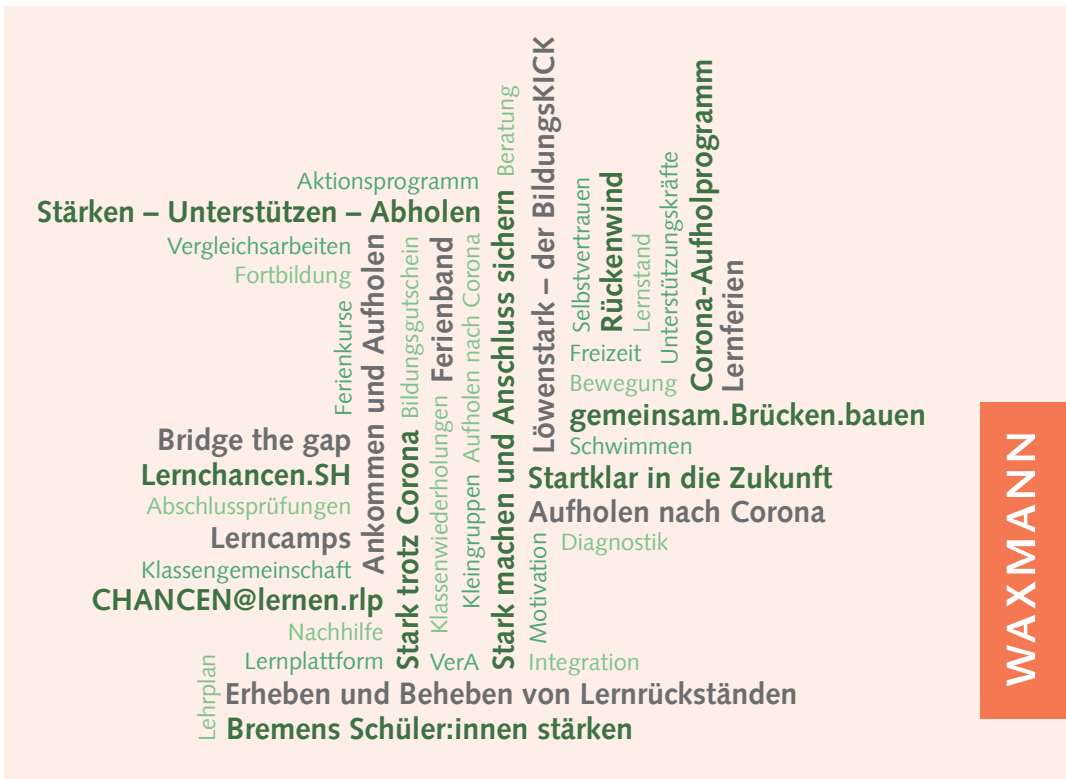 Aktionsprogramm
Stärken – Unterstützen – Abholen
Vergleichsarbeiten
Fortbildung
Ferienkurse
Ankommen und Aufholen
Bildungsgutschein
Stark trotz Corona
Ferienband
Klassenwiederholungen
Aufholen nach Corona
Kleingruppen
Stark machen und Anschluss sichern
Beratung
Löwenstark – der BildungsKICK
Selbstvertrauen
Rückenwind
Lernstand
Unterstützungskräfte
Corona-Aufholprogramm
Lernferien
Freizeit
Bewegung
gemeinsam.Brücken.bauen
Schwimmen
Bridge the gap
Lernchancen.SH
Abschlussprüfungen
Lerncamps
Klassengemeinschaft
CHANCEN@lernen.rlp
Nachhilfe
Lernplattform
VerA
Startklar in die Zukunft
Aufholen nach Corona
Diagnostik
Motivation
Integration
Lehrplan
Erheben und Beheben von Lernrückständen
Bremens Schüler:innen stärken
WAXMANN